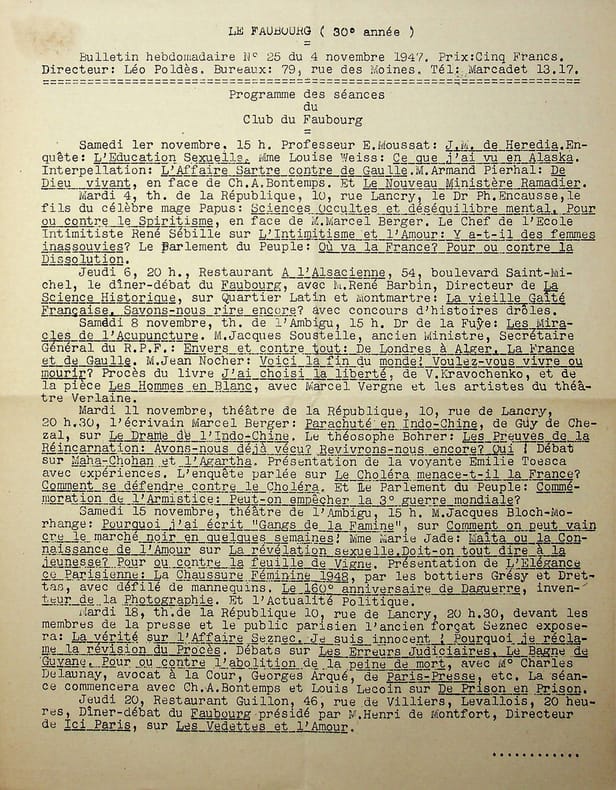 LE FAUBOURG ( 30e année )
=
Bulletin hebdomadaire N° 25 du 4 novembre 1947. Prix:Cinq Francs.
Directeur: Léo Poldès. Bureaux: 79, rue des Moines. Tél: Marcadet 13.17.
=========================================================================
Programme des séances
du
Club du Faubourg
=
Samedi 1er novembre. 15 h. Professeur E.Moussat: J.M. de Heredia.En-
quête: L'Education Sexuelle. Mme Louise Weiss: Ce que j'ai vu en Alaska.
Interpellation: L'Affaire Sartre contre de Gaulle.M.Armand Pierhal: De
Dieu vivant, en face de Ch.A.Bontemps. Et Le Nouveau Ministère Ramadier.
Mardi 4, th. de la République, 10, rue Lancry, le Dr Ph.Encausse,le
fils du célèbre mage Papus: Sciences Occultes et déséquilibre mental. Pour
ou contre le Spiritisme, en face de M.Marcel Berger. Le Chef de l'Ecole
Intimitiste René Sébille sur L'Intimitisme et l'Amour: Y a-t-il des femmes
inassouvies? Le Parlement du Peuple: Où va la France? Pour ou contre la
Dissolution.
Jeudi 6, 20 h., Restaurant A l'Alsacienne, 54, boulevard Saint-Mi-
chel, le dîner-débat du Faubourg, avec M.René Barbin, Directeur de La
Science Historique, sur Quartier Latin et Montmartre: La vieille Gaîté
Française. Savons-nous rire encore? avec concours d'histoires drôles.
Samedi 8 novembre, th. de l'Ambigu, 15 h. Dr de la Fuÿe: Les Mira-
cles de l'Acupuncture. M.Jacques Soustelle, ancien Ministre, Secrétaire
Général du R.P.F.: Envers et contre tout: De Londres à Alger. La France
et de Gaulle. M.Jean Nocher: Voici la fin du monde! Voulez-vous vivre ou
mourir? Procès du livre J'ai choisi la liberté, de V.Kravochenko, et de
la pièce Les Hommes en Blanc, avec Marcel Vergne et les artistes du théâ-
tre Verlaine.
Mardi 11 novembre, théâtre de la République, 10, rue de Lancry,
20 h.30, l'écrivain Marcel Berger: Parachuté en Indo-Chine, de Guy de Che-
zal, sur Le Drame de l'Indo-Chine. Le théosophe Bohrer: Les Preuves de la
Réincarnation: Avons-nous déjà vécu? Revivrons-nous encore? Oui ! Débat
sur Maha-Chohan et l'Agartha. Présentation de la voyante Emilie Toesca
avec expériences. L'enquête parlée sur Le Choléra menace-t-il la France?
Comment se défendre contre le Choléra. Et Le Parlement du Peuple: Commé-
moration de l'Armistice: Peut-on empêcher la 3° guerre mondiale?
Samedi 15 novembre, théâtre de l'Ambigu, 15 h. M.Jacques Bloch-Mo-
rhange: Pourquoi j'ai écrit "Gangs de la Famine", sur Comment on peut vain
cre le marché noir en quelques semaines! Mme Marie Jade: Maîta ou la Con-
naissance de l'Amour sur La révélation sexuelle.Doit-on tout dire à la
jeunesse? Pour ou contre la feuille de Vigne. Présentation de L'Elégance
ce Parisienne: La Chaussure Féminine 1948, par les bottiers Grésy et Dret-
tas, avec défilé de mannequins. Le 160° anniversaire de Daguerre, inven-
teur de la Photographie. Et l'Actualité Politique.
Mardi 18, th.de la République 10, rue de Lancry, 20 h.30, devant les
membres de la presse et le public parisien l'ancien forçat Seznec expose-
ra: La vérité sur l'Affaire Seznec. Je suis innocent ! Pourquoi je récla-
me la révision du Procès. Débats sur Les Erreurs Judiciaires. Le Bagne de
Guyane. Pour ou contre l'abolition de la peine de mort, avec M° Charles
Delaunay, avocat à la Cour, Georges Arqué, de Paris-Presse, etc. La séan-
ce commencera avec Ch.A.Bontemps et Louis Lecoin sur De Prison en Prison.
Jeudi 20, Restaurant Guillon, 46, rue de Villiers, Levallois, 20 heu-
res, Dîner-débat du Faubourg présidé par M.Henri de Montfort, Directeur
de Ici Paris, sur Les Vedettes et l'Amour.
............